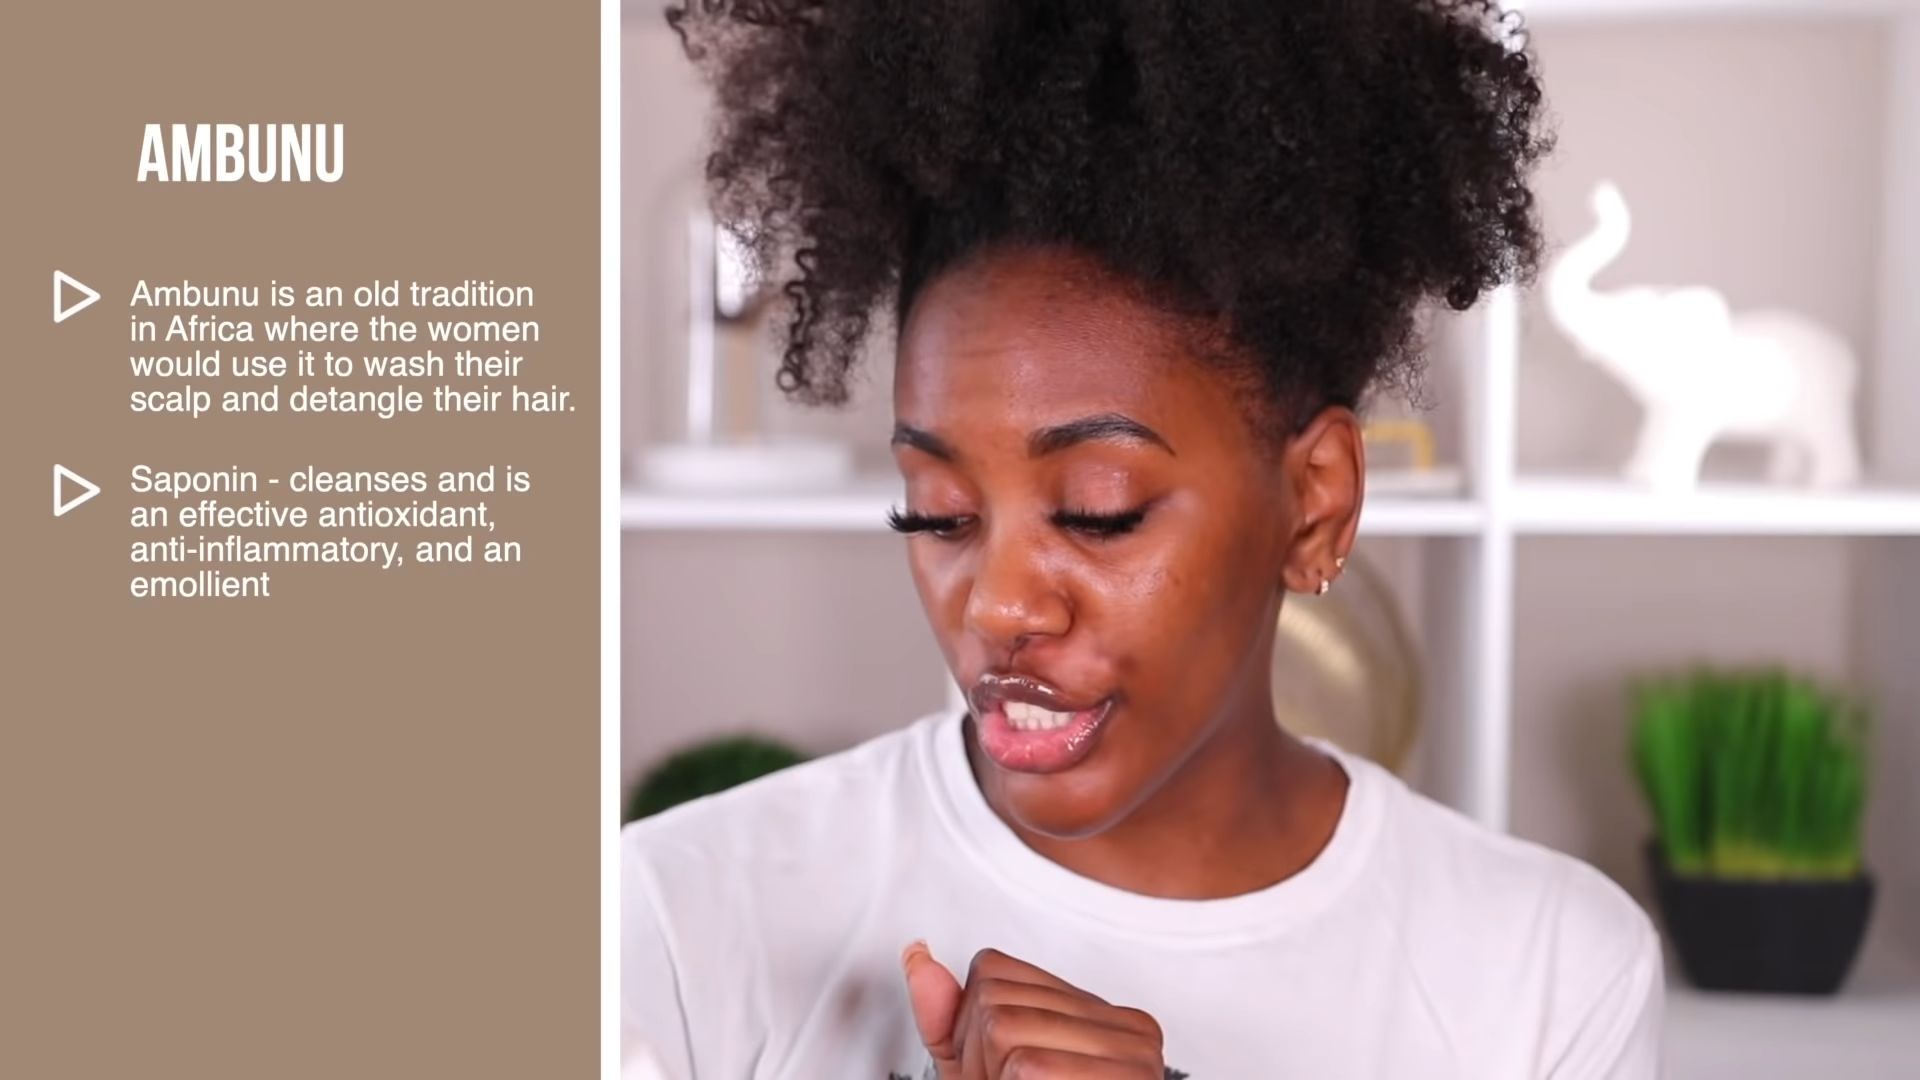 AMBUNU
Ambunu is an old tradition
in Africa where the women
would use it to wash their
scalp and detangle their hair.
Saponin - cleanses and is
an effective antioxidant,
anti-inflammatory, and an
emollient